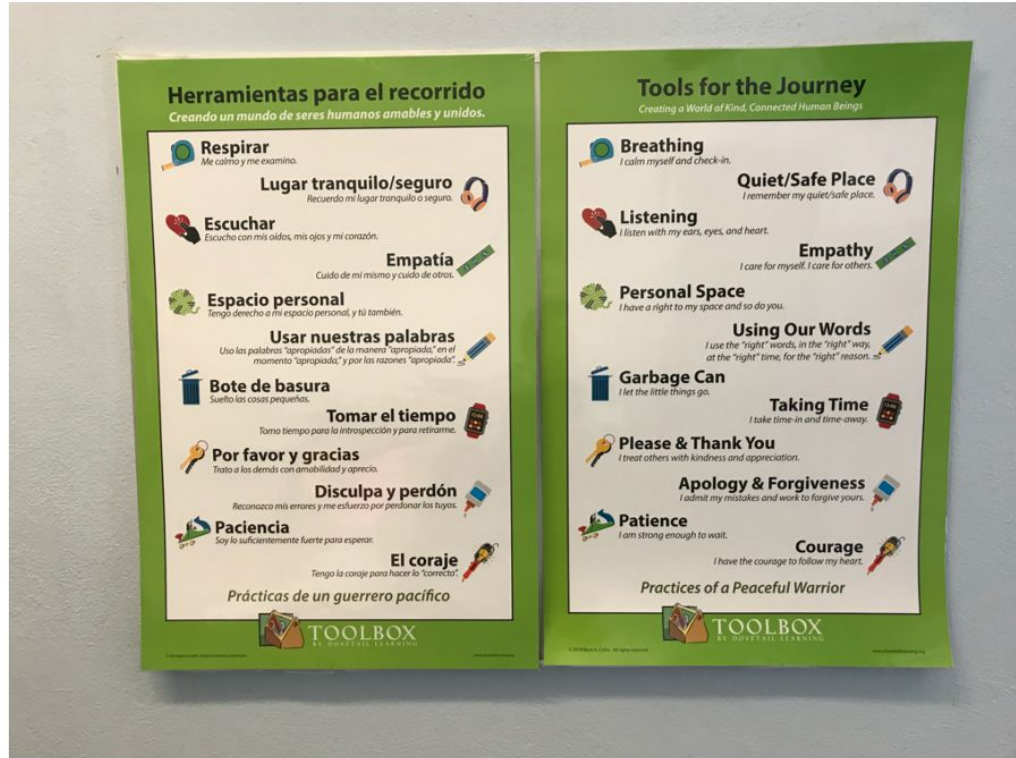 Herramientas para el recorrido
Creando un mundo de seres humanos amables y unidos.
Respirar
Me calmo y me examino.
Lugar tranquilo/seguro
Recuerdo mi lugar tranquilo o seguro.
Escuchar
Escucho con mis oídos, mis ojos y mi corazón.
Empatía
Cuido de mí mismo y cuido de otros.
Espacio personal
Tengo derecho a mi espacio personal, y tú también.
Usar nuestras palabras
Uso las palabras "apropiadas" de la manera "apropiada," en el
momento "apropiada," y por las razones "apropiada".
Bote de basura
Suelto las cosas pequeñas.
Tomar el tiempo
Tomo tiempo para la introspección y para retirarme.
Por favor y gracias
Trato a los demás con amabilidad y aprecio.
Disculpa y perdón
Reconozco mis errores y me esfuerzo por perdonar los tuyos.
Paciencia
Soy lo suficientemente fuerte para esperar.
El coraje
Tengo la coraje para hacer lo "correcto".
Prácticas de un guerrero pacífico
TOOLBOX
BY DOVETAIL LEARNING
Tools for the Journey
Creating a World of Kind, Connected Human Beings
Breathing
I calm myself and check-in.
Quiet/Safe Place
I remember my quiet/safe place.
Listening
I listen with my ears, eyes, and heart.
Empathy
I care for myself. I care for others.
Personal Space
I have a right to my space and so do you.
Using Our Words
I use the "right" words, in the "right" way,
at the "right" time, for the "right" reason.
Garbage Can
I let the little things go.
Taking Time
I take time-in and time-away.
Please & Thank You
I treat others with kindness and appreciation.
Apology & Forgiveness
I admit my mistakes and work to forgive yours.
Patience
I am strong enough to wait.
Courage
I have the courage to follow my heart.
Practices of a Peaceful Warrior
TOOLBOX
BY DOVETAIL LEARNING
All rights reserved.
www.dovetaillearning.org